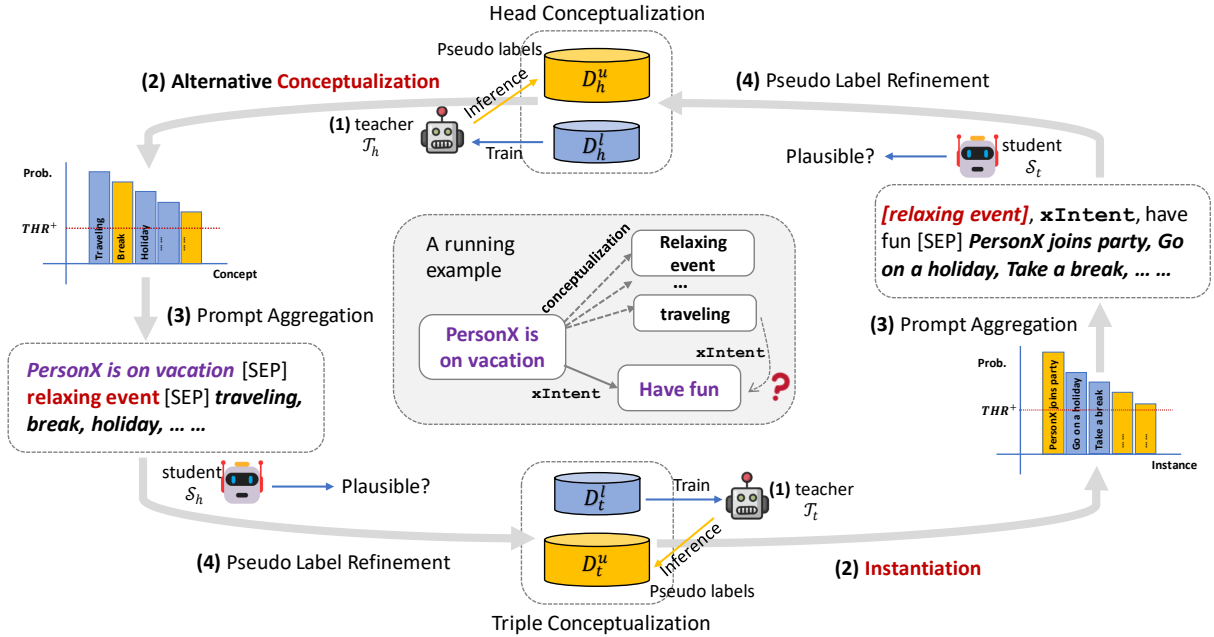 Head Conceptualization
Pseudo labels
D_h^u
Inference
(2) Alternative Conceptualization
(4) Pseudo Label Refinement
(1) teacher
𝒯_h
Train
D_h^l
Plausible?
student
𝒮_t
Prob.
THR⁺
Traveling
Break
Holiday
... ...
... ...
Concept
[relaxing event], xIntent, have
fun [SEP] PersonX joins party, Go
on a holiday, Take a break, ... ...
A running
example
conceptualization
Relaxing
event
...
traveling
PersonX is
on vacation
xIntent
xIntent
Have fun
?
(3) Prompt Aggregation
(3) Prompt Aggregation
PersonX is on vacation [SEP]
relaxing event [SEP] traveling,
break, holiday, ... ...
Prob.
THR⁺
PersonX joins party
Go on a holiday
Take a break
... ...
... ...
Instance
student
𝒮_h
Plausible?
D_t^l
Train
(1) teacher
𝒯_t
(4) Pseudo Label Refinement
D_t^u
Inference
Pseudo labels
(2) Instantiation
Triple Conceptualization